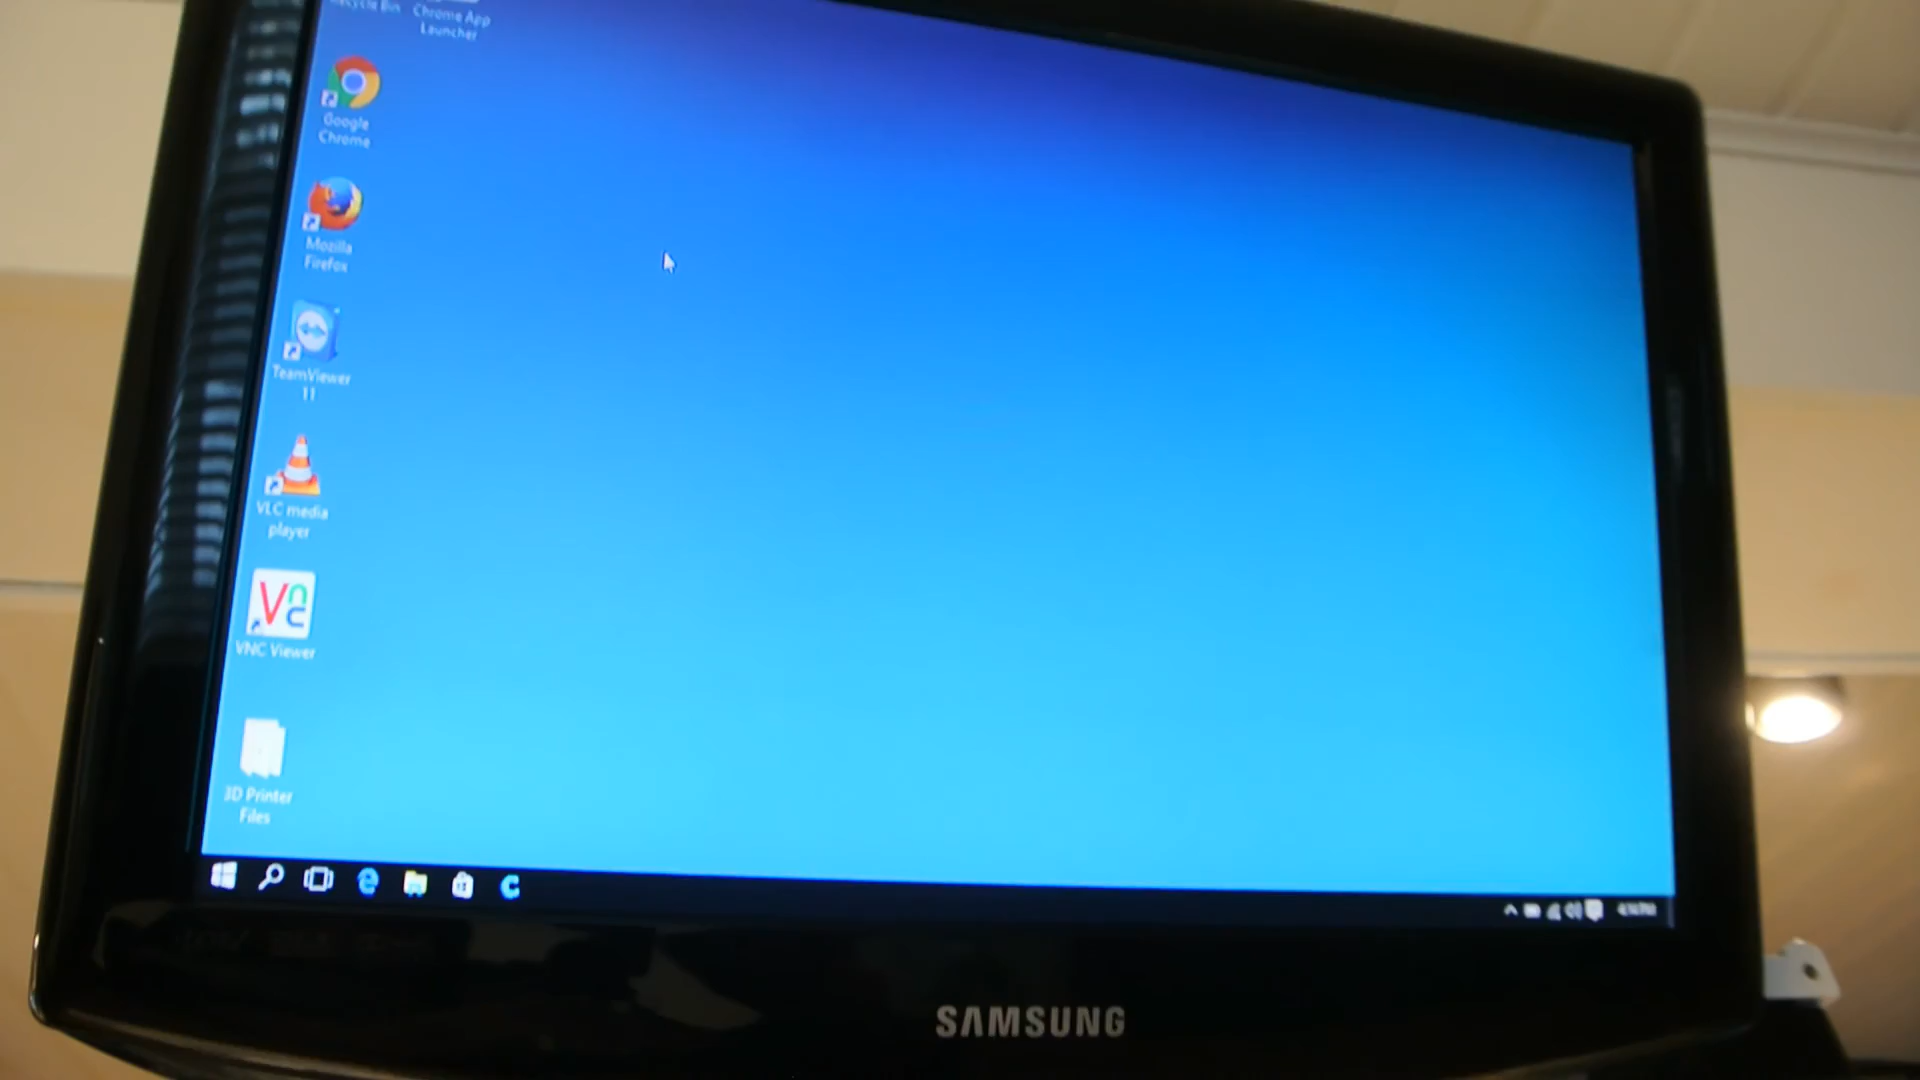 Recycle Bin
Chrome App
Launcher
Google
Chrome
Mozilla
Firefox
TeamViewer
11
VLC media
player
Vnc
VNC Viewer
3D Printer
Files
SAMSUNG